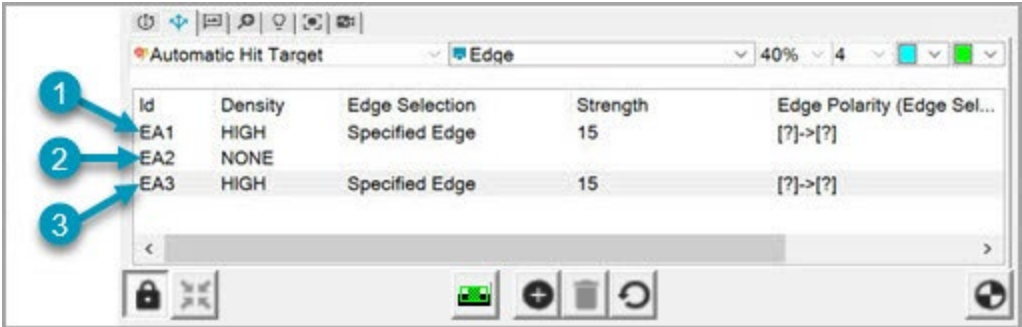 Automatic Hit Target Edge 40% 4
Id Density Edge Selection Strength Edge Polarity (Edge Sel...
1 EA1 HIGH Specified Edge 15 [?]->[?]
2 EA2 NONE
3 EA3 HIGH Specified Edge 15 [?]->[?]